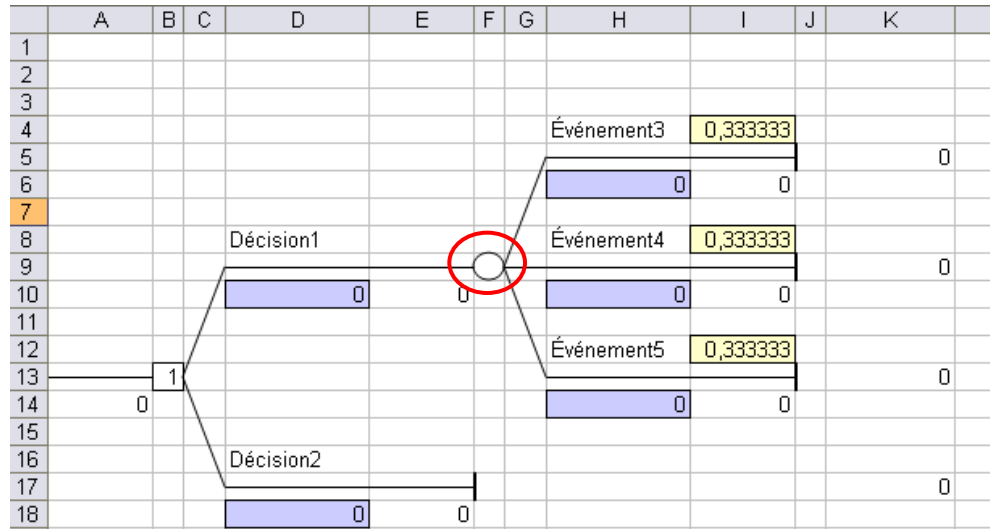 A B C D E F G H I J K
1
2
3
4 Événement3 0,333333
5 0
6 0 0
7
8 Décision1 Événement4 0,333333
9 0
10 0 0 0 0
11
12 Événement5 0,333333
13 1 0
14 0 0 0
15
16 Décision2
17 0
18 0 0